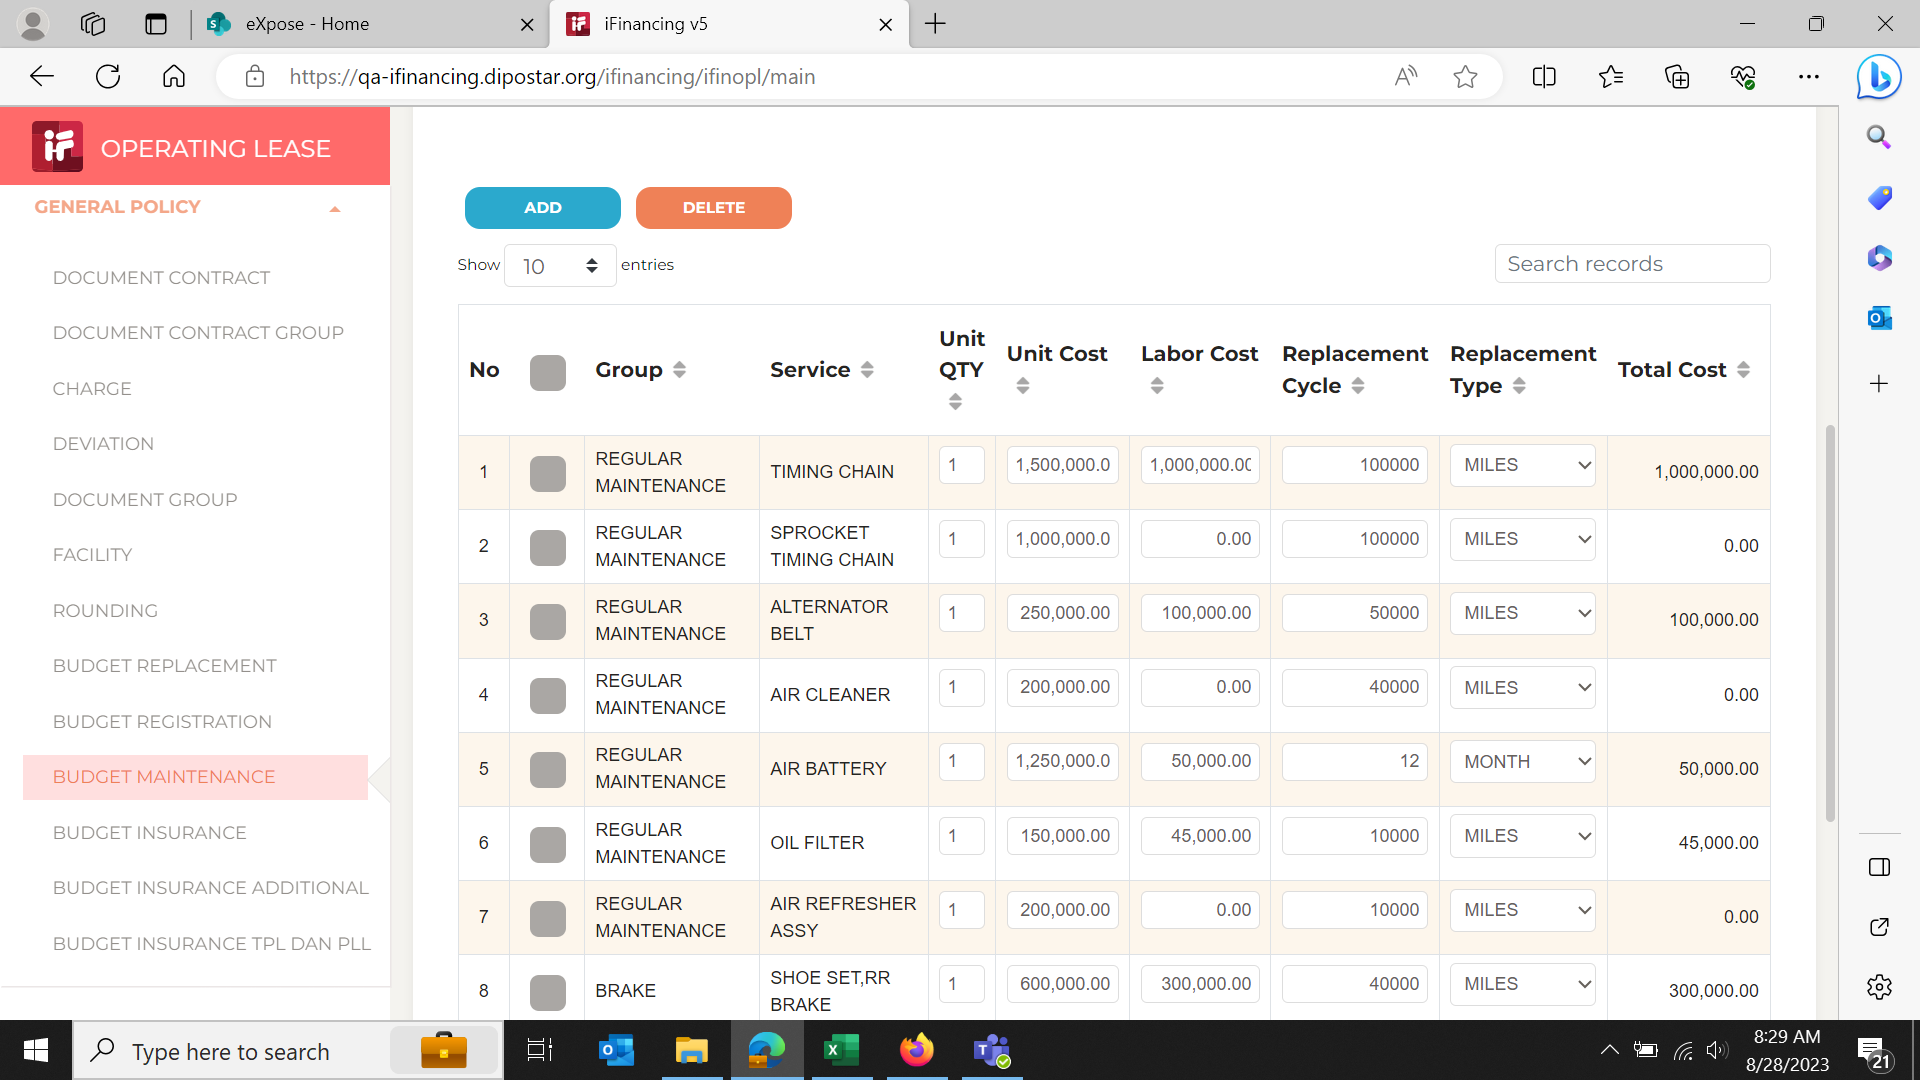 eXpose - Home
iFinancing v5
https://qa-ifinancing.dipostar.org/ifinancing/ifinopl/main
iF OPERATING LEASE
GENERAL POLICY
DOCUMENT CONTRACT
DOCUMENT CONTRACT GROUP
CHARGE
DEVIATION
DOCUMENT GROUP
FACILITY
ROUNDING
BUDGET REPLACEMENT
BUDGET REGISTRATION
BUDGET MAINTENANCE
BUDGET INSURANCE
BUDGET INSURANCE ADDITIONAL
BUDGET INSURANCE TPL DAN PLL
ADD DELETE
Show 10 entries
Search records
No Group Service Unit QTY Unit Cost Labor Cost Replacement Cycle Replacement Type Total Cost
1 REGULAR MAINTENANCE TIMING CHAIN 1 1,500,000.0 1,000,000.00 100000 MILES 1,000,000.00
2 REGULAR MAINTENANCE SPROCKET TIMING CHAIN 1 1,000,000.0 0.00 100000 MILES 0.00
3 REGULAR MAINTENANCE ALTERNATOR BELT 1 250,000.00 100,000.00 50000 MILES 100,000.00
4 REGULAR MAINTENANCE AIR CLEANER 1 200,000.00 0.00 40000 MILES 0.00
5 REGULAR MAINTENANCE AIR BATTERY 1 1,250,000.0 50,000.00 12 MONTH 50,000.00
6 REGULAR MAINTENANCE OIL FILTER 1 150,000.00 45,000.00 10000 MILES 45,000.00
7 REGULAR MAINTENANCE AIR REFRESHER ASSY 1 200,000.00 0.00 10000 MILES 0.00
8 BRAKE SHOE SET,RR BRAKE 1 600,000.00 300,000.00 40000 MILES 300,000.00
Type here to search
8:29 AM
8/28/2023
21